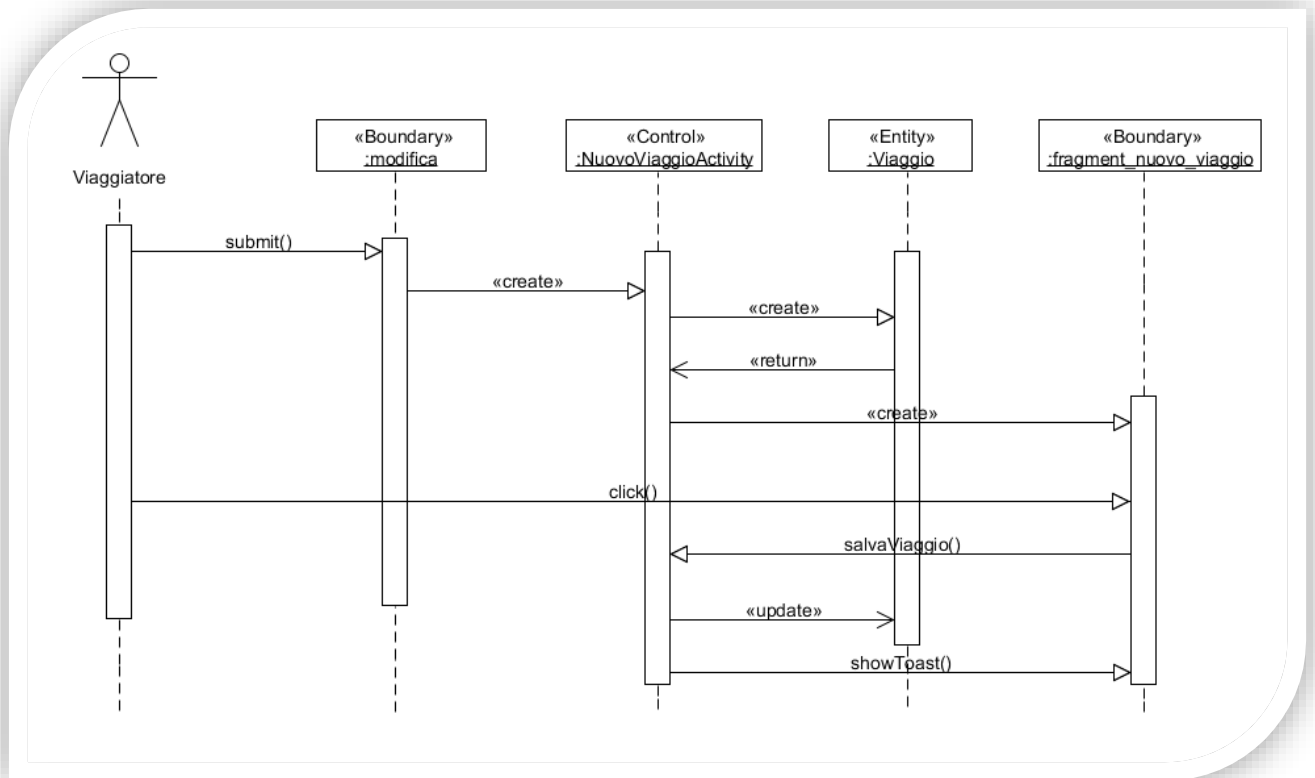 Viaggiatore
«Boundary»
:modifica
«Control»
:NuovoViaggioActivity
«Entity»
:Viaggio
«Boundary»
:fragment_nuovo_viaggio
submit()
«create»
«create»
«return»
«create»
click()
salvaViaggio()
«update»
showToast()